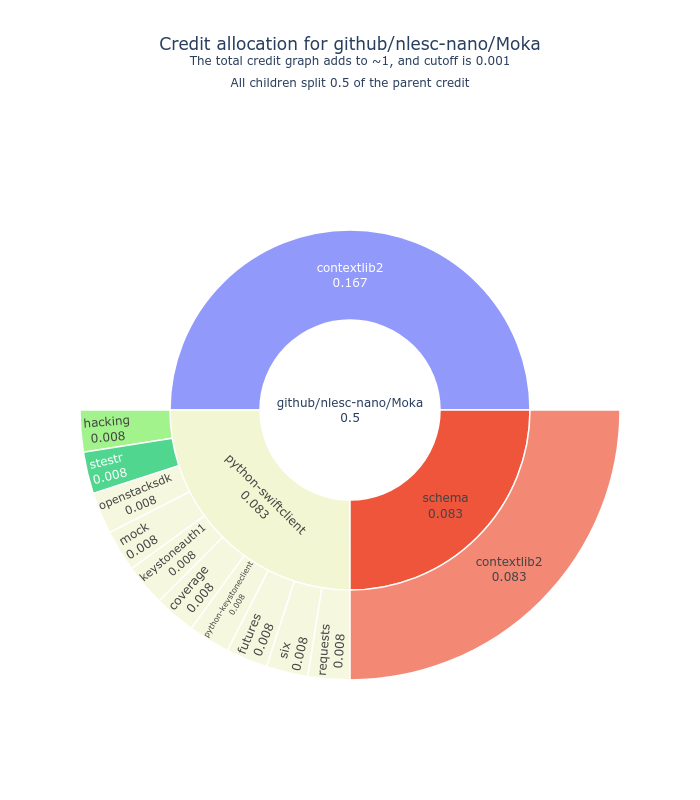 Credit allocation for github/nlesc-nano/Moka
The total credit graph adds to ~1, and cutoff is 0.001
All children split 0.5 of the parent credit
contextlib2
0.167
github/nlesc-nano/Moka
0.5
schema
0.083
contextlib2
0.083
python-swiftclient
0.083
hacking
0.008
stestr
0.008
openstacksdk
0.008
mock
0.008
keystoneauth1
0.008
coverage
0.008
python-keystoneclient
0.008
futures
0.008
six
0.008
requests
0.008